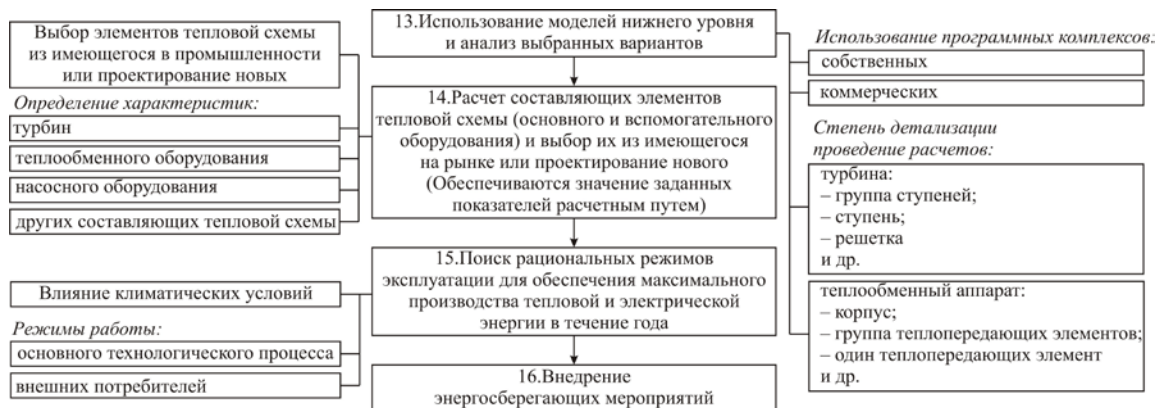 Выбор элементов тепловой схемы
из имеющегося в промышленности
или проектирование новых
Определение характеристик:
турбин
теплообменного оборудования
насосного оборудования
других составляющих тепловой схемы
Влияние климатических условий
Режимы работы:
основного технологического процесса
внешних потребителей
13.Использование моделей нижнего уровня
и анализ выбранных вариантов
14.Расчет составляющих элементов
тепловой схемы (основного и вспомогательного
оборудования) и выбор их из имеющегося
на рынке или проектирование нового
(Обеспечиваются значение заданных
показателей расчетным путем)
15.Поиск рациональных режимов
эксплуатации для обеспечения максимального
производства тепловой и электрической
энергии в течение года
16.Внедрение
энергосберегающих мероприятий
Использование программных комплексов:
собственных
коммерческих
Степень детализации
проведение расчетов:
турбина:
– группа ступеней;
– ступень;
– решетка
и др.
теплообменный аппарат:
– корпус;
– группа теплопередающих элементов;
– один теплопередающий элемент
и др.